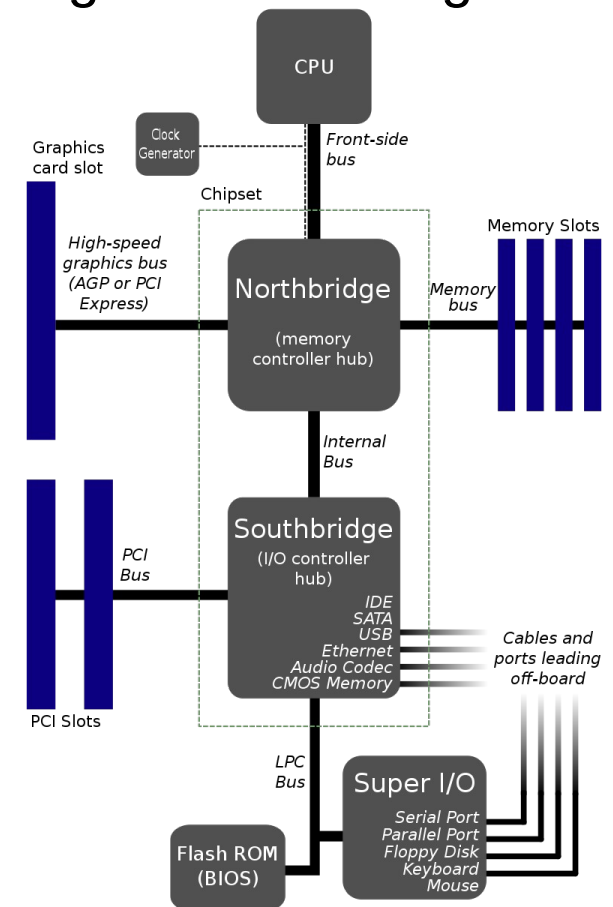 CPU
Clock
Generator
Front-side
bus
Graphics
card slot
Chipset
High-speed
graphics bus
(AGP or PCI
Express)
Northbridge
(memory
controller hub)
Memory Slots
Memory
bus
Internal
Bus
Southbridge
(I/O controller
hub)
IDE
SATA
USB
Ethernet
Audio Codec
CMOS Memory
PCI
Bus
PCI Slots
Cables and
ports leading
off-board
LPC
Bus
Super I/O
Serial Port
Parallel Port
Floppy Disk
Keyboard
Mouse
Flash ROM
(BIOS)